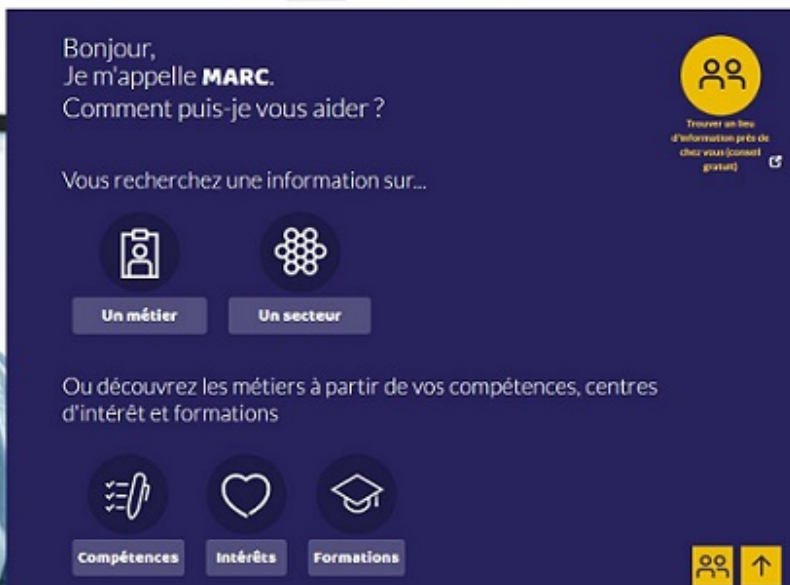 Bonjour,
Je m'appelle MARC.
Comment puis-je vous aider ?
Trouver un lieu
d'information près de
chez vous (conseil
gratuit)
Vous recherchez une information sur...
Un métier
Un secteur
Ou découvrez les métiers à partir de vos compétences, centres
d'intérêt et formations
Compétences
Intérêts
Formations